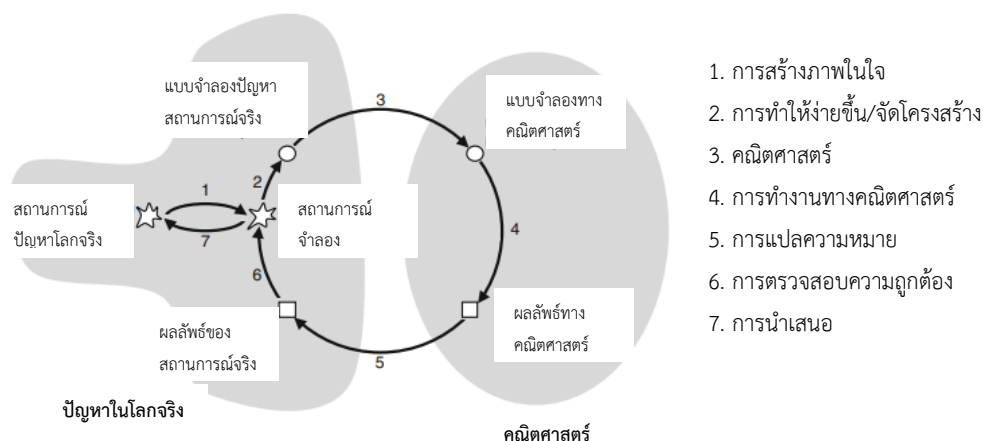 แบบจำลองปัญหา
สถานการณ์จริง
3
แบบจำลองทาง
คณิตศาสตร์
1
2
สถานการณ์
ปัญหาโลกจริง
สถานการณ์
จำลอง
7
4
6
ผลลัพธ์ของ
สถานการณ์จริง
ผลลัพธ์ทาง
คณิตศาสตร์
5
ปัญหาในโลกจริง
คณิตศาสตร์
1. การสร้างภาพในใจ
2. การทำให้ง่ายขึ้น/จัดโครงสร้าง
3. คณิตศาสตร์
4. การทำงานทางคณิตศาสตร์
5. การแปลความหมาย
6. การตรวจสอบความถูกต้อง
7. การนำเสนอ